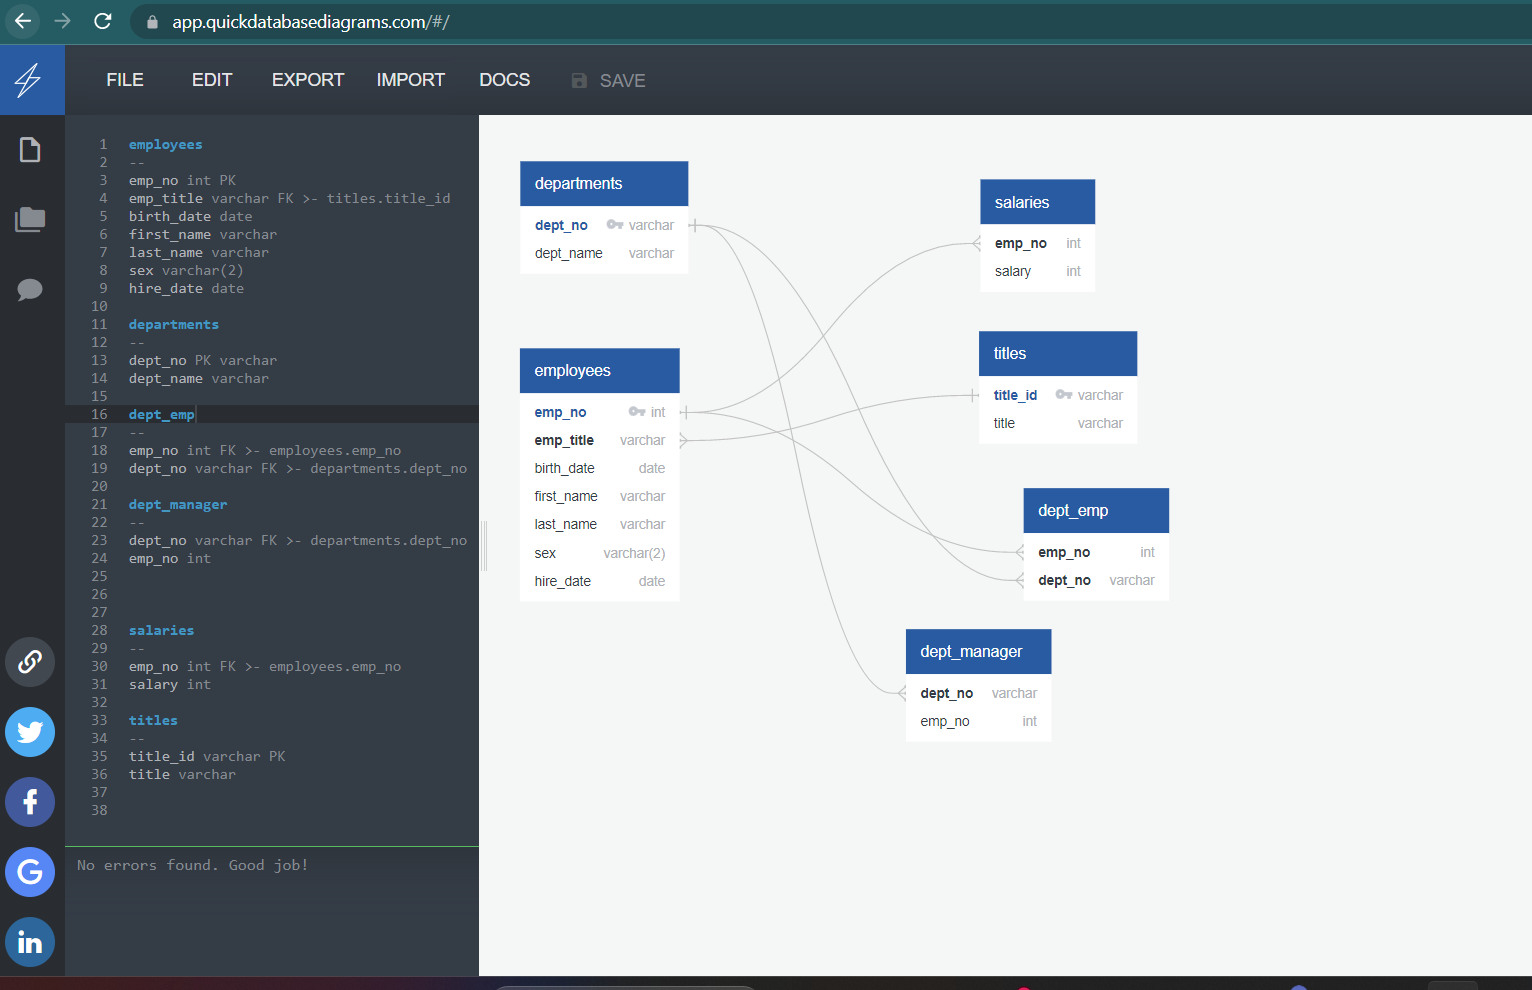 app.quickdatabasediagrams.com/#/
FILE EDIT EXPORT IMPORT DOCS SAVE
1 employees
2 --
3 emp_no int PK
4 emp_title varchar FK >- titles.title_id
5 birth_date date
6 first_name varchar
7 last_name varchar
8 sex varchar(2)
9 hire_date date
10
11 departments
12 --
13 dept_no PK varchar
14 dept_name varchar
15
16 dept_emp
17 --
18 emp_no int FK >- employees.emp_no
19 dept_no varchar FK >- departments.dept_no
20
21 dept_manager
22 --
23 dept_no varchar FK >- departments.dept_no
24 emp_no int
25
26
27
28 salaries
29 --
30 emp_no int FK >- employees.emp_no
31 salary int
32
33 titles
34 --
35 title_id varchar PK
36 title varchar
37
38
No errors found. Good job!
departments
dept_no varchar
dept_name varchar
employees
emp_no int
emp_title varchar
birth_date date
first_name varchar
last_name varchar
sex varchar(2)
hire_date date
salaries
emp_no int
salary int
titles
title_id varchar
title varchar
dept_emp
emp_no int
dept_no varchar
dept_manager
dept_no varchar
emp_no int
f
G
in